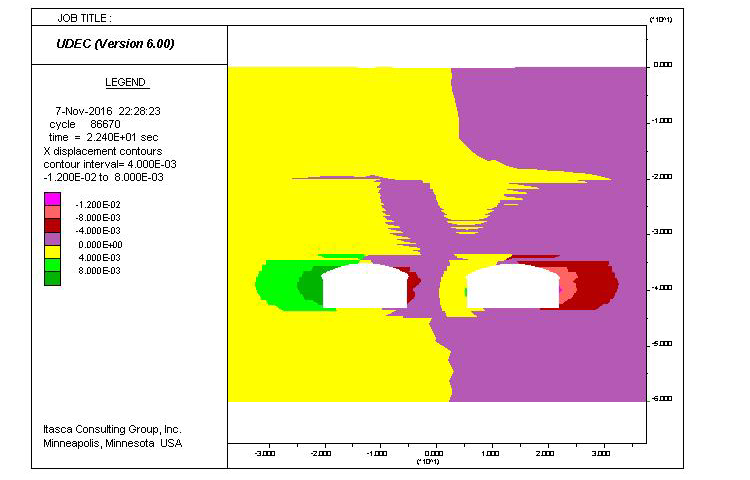 JOB TITLE :
(*10^1)
UDEC (Version 6.00)
LEGEND
7-Nov-2016 22:28:23
cycle 86670
time = 2.240E+01 sec
X displacement contours
contour interval= 4.000E-03
-1.200E-02 to 8.000E-03
-1.200E-02
-8.000E-03
-4.000E-03
0.000E+00
4.000E-03
8.000E-03
0.000
-1.000
-2.000
-3.000
-4.000
-5.000
-6.000
Itasca Consulting Group, Inc.
Minneapolis, Minnesota USA
-3.000 -2.000 -1.000 0.000 1.000 2.000 3.000
(*10^1)